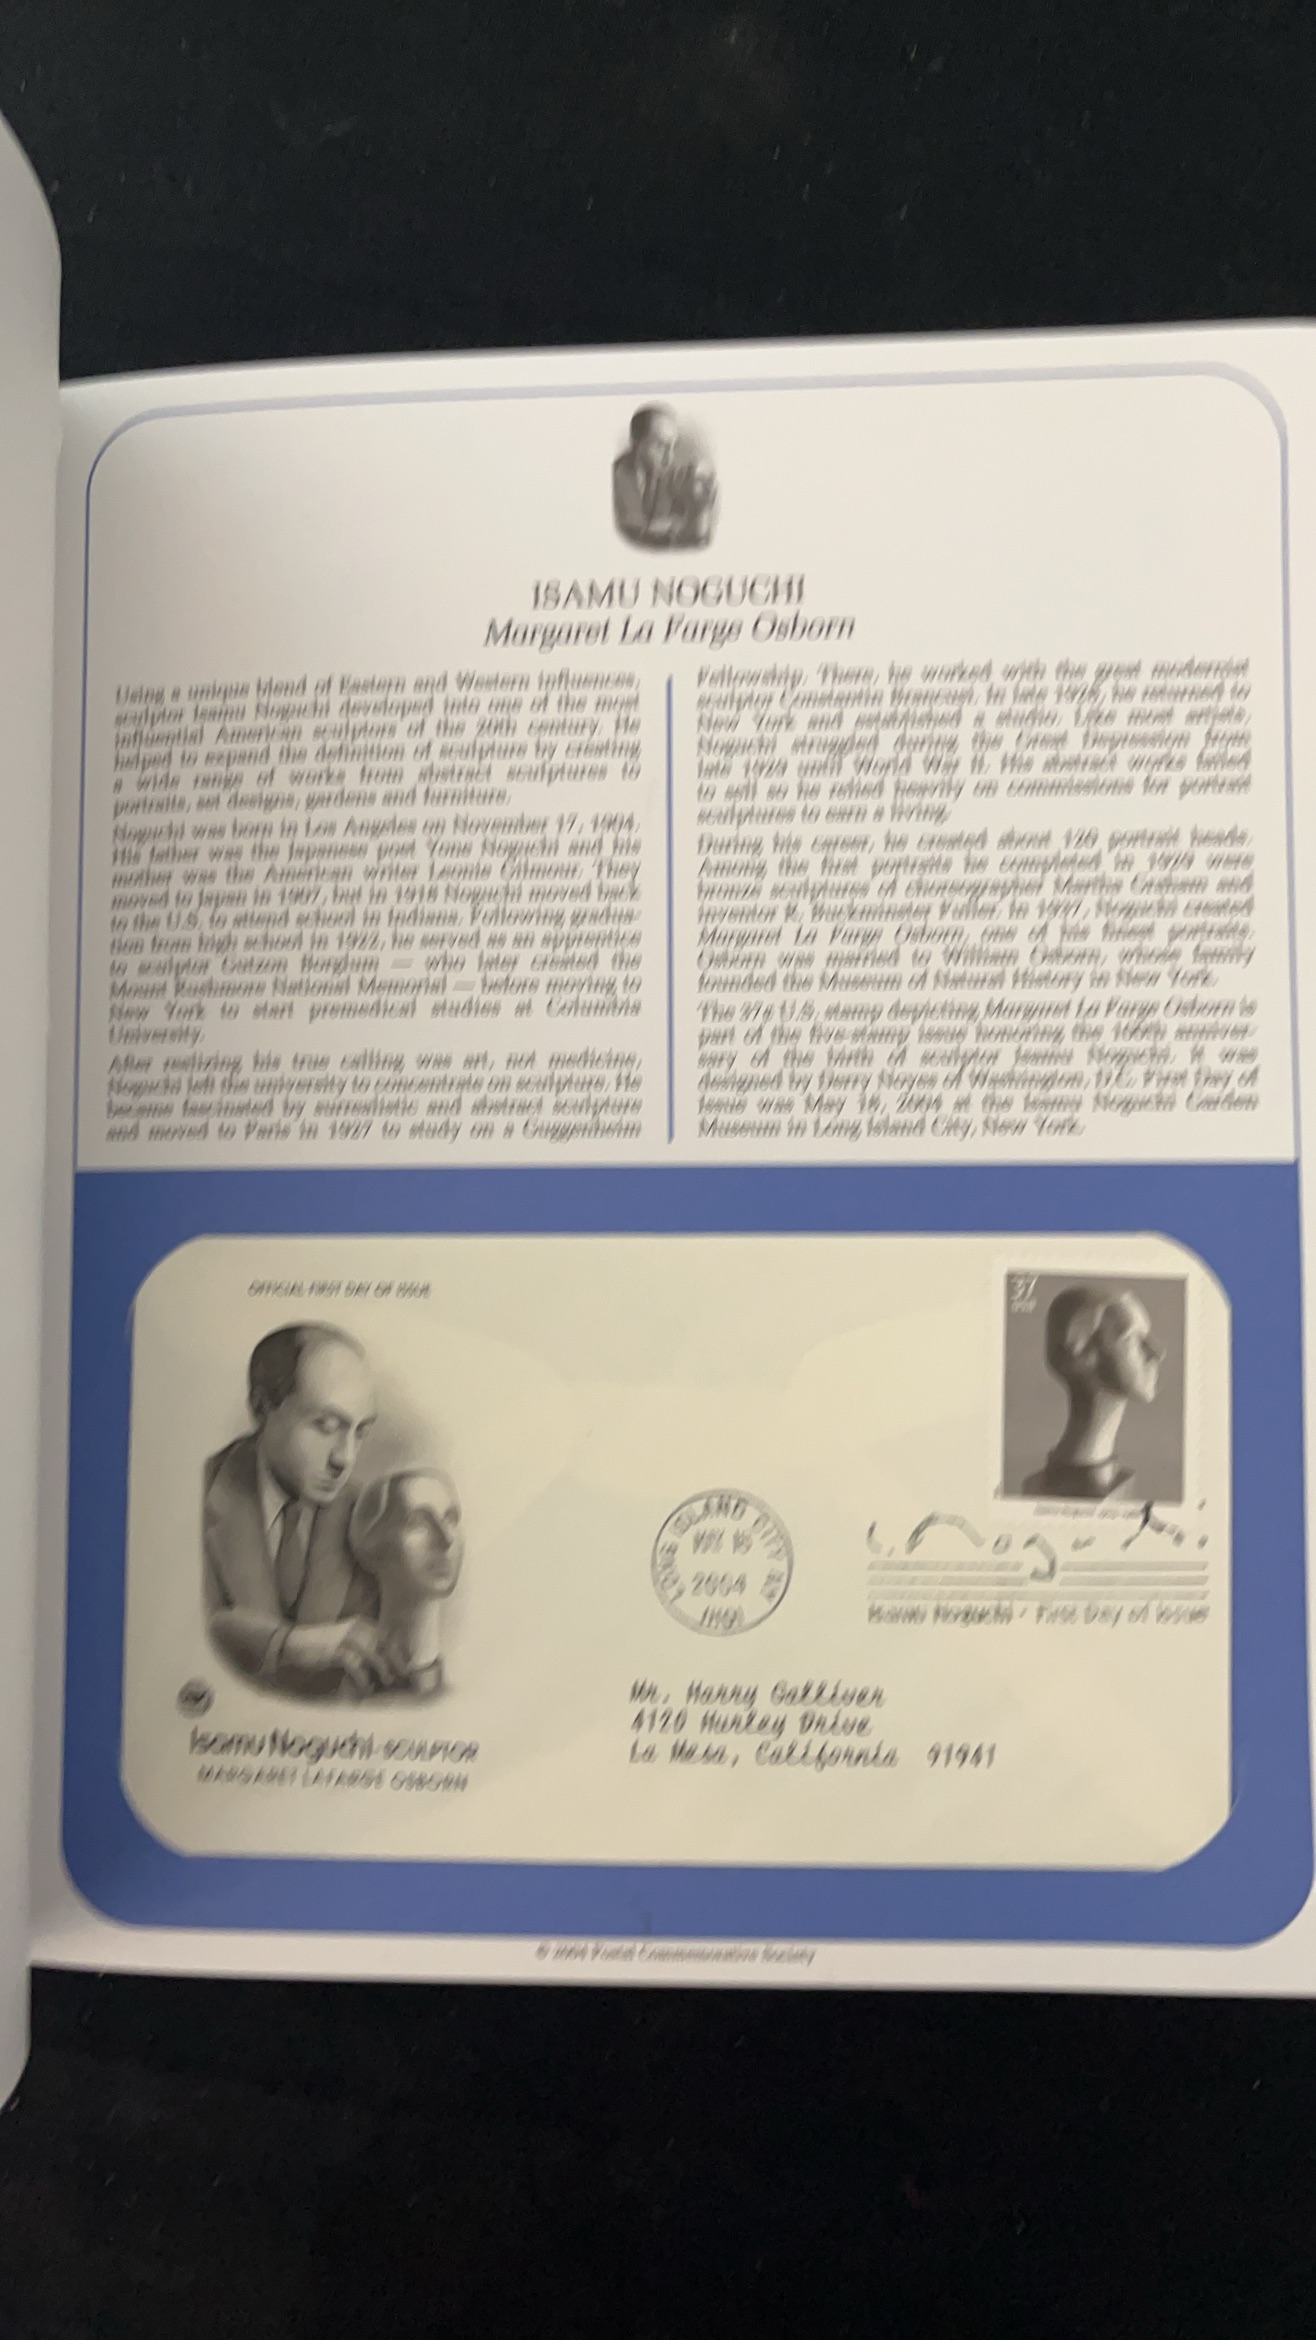 ISAMU NOGUCHI
Margaret La Farge Osborn
Using a unique blend of Eastern and Western influences,
sculptor Isamu Noguchi developed into one of the most
influential American sculptors of the 20th century. He
helped to expand the definition of sculpture by creating
a wide range of works from abstract sculptures to
portraits, set designs, gardens and furniture.
Noguchi was born in Los Angeles on November 17, 1904.
His father was the Japanese poet Yone Noguchi and his
mother was the American writer Leonie Gilmour. They
moved to Japan in 1907, but in 1918 Noguchi moved back
to the U.S. to attend school in Indiana. Following gradua-
tion from high school in 1922, he served as an apprentice
to sculptor Gutzon Borglum — who later created the
Mount Rushmore National Memorial — before moving to
New York to start premedical studies at Columbia
University.
After realizing his true calling was art, not medicine,
Noguchi left the university to concentrate on sculpture. He
became fascinated by surrealistic and abstract sculpture
and moved to Paris in 1927 to study on a Guggenheim
Fellowship. There, he worked with the great modernist
sculptor Constantin Brancusi. In late 1928, he returned to
New York and established a studio. Like most artists,
Noguchi struggled during the Great Depression from
late 1929 until World War II. His abstract works failed
to sell so he relied heavily on commissions for portrait
sculptures to earn a living.
During his career, he created about 120 portrait heads.
Among the first portraits he completed in 1929 were
bronze sculptures of choreographer Martha Graham and
inventor R. Buckminster Fuller. In 1937, Noguchi created
Margaret La Farge Osborn, one of his finest portraits.
Osborn was married to William Osborn, whose family
founded the Museum of Natural History in New York.
The 37¢ U.S. stamp depicting Margaret La Farge Osborn is
part of the five-stamp issue honoring the 100th anniver-
sary of the birth of sculptor Isamu Noguchi. It was
designed by Derry Noyes of Washington, D.C. First Day of
Issue was May 18, 2004 at the Isamu Noguchi Garden
Museum in Long Island City, New York.
OFFICIAL FIRST DAY OF ISSUE
37
USA
LONG ISLAND CITY NY
MAY 18
2004
Isamu Noguchi - First Day of Issue
Mr. Harry Galliver
4120 Hurley Drive
La Mesa, California 91941
Isamu Noguchi SCULPTOR
MARGARET LA FARGE OSBORN
© 2004 Postal Commemorative Society